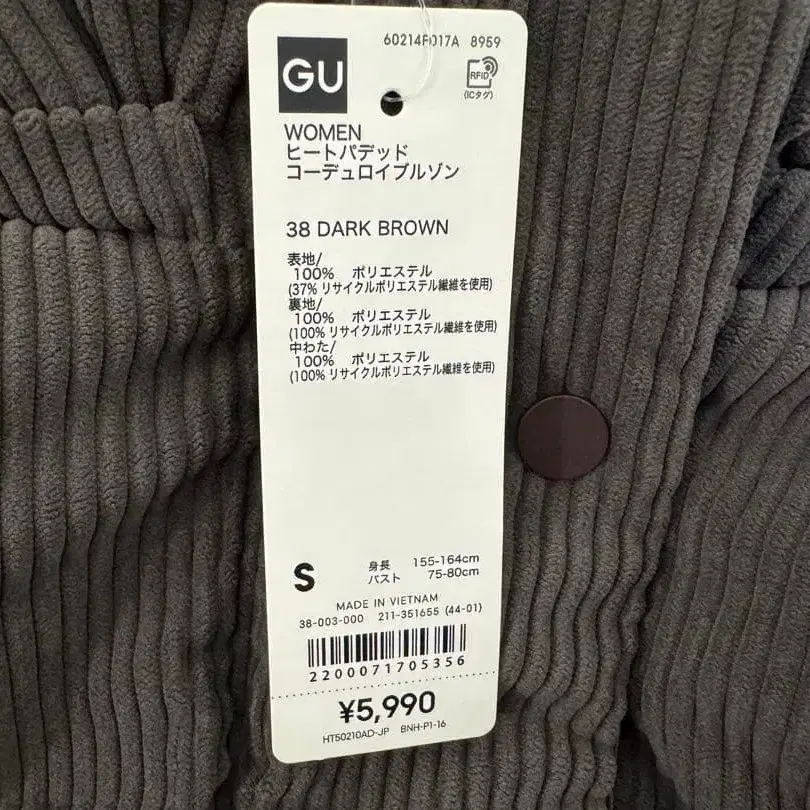 60214F017A 8959
GU
RFID
(ICタグ)
WOMEN
ヒートパデッド
コーデュロイブルゾン
38 DARK BROWN
表地/
100% ポリエステル
(37% リサイクルポリエステル繊維を使用)
裏地/
100% ポリエステル
(100% リサイクルポリエステル繊維を使用)
中わた/
100% ポリエステル
(100% リサイクルポリエステル繊維を使用)
S
身長 155-164cm
バスト 75-80cm
MADE IN VIETNAM
38-003-000 211-351655 (44-01)
2200071705356
¥5,990
HT50210AD-JP BNH-P1-16